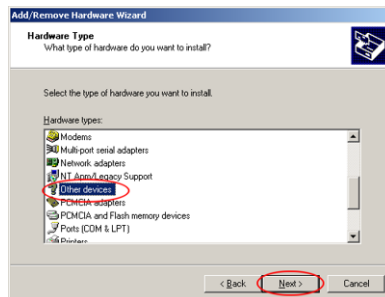 Add/Remove Hardware Wizard
Hardware Type
What type of hardware do you want to install?
Select the type of hardware you want to install.
Hardware types:
Modems
Multi-port serial adapters
Network adapters
NT Apm/Legacy Support
Other devices
PCMCIA adapters
PCMCIA and Flash memory devices
Ports (COM & LPT)
Printers
< Back Next > Cancel